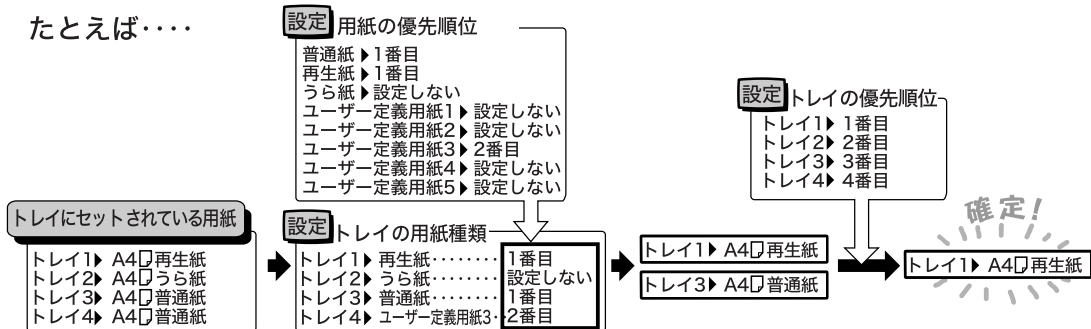 たとえば････
設定 用紙の優先順位
普通紙▶1番目
再生紙▶1番目
うら紙▶設定しない
ユーザー定義用紙1▶設定しない
ユーザー定義用紙2▶設定しない
ユーザー定義用紙3▶2番目
ユーザー定義用紙4▶設定しない
ユーザー定義用紙5▶設定しない
トレイにセットされている用紙
トレイ1▶ A4 再生紙
トレイ2▶ A4 うら紙
トレイ3▶ A4 普通紙
トレイ4▶ A4 普通紙
設定 トレイの用紙種類
トレイ1▶ 再生紙････････ 1番目
トレイ2▶ うら紙････････ 設定しない
トレイ3▶ 普通紙････････ 1番目
トレイ4▶ ユーザー定義用紙3･･2番目
トレイ1▶ A4 再生紙
トレイ3▶ A4 普通紙
設定 トレイの優先順位
トレイ1▶ 1番目
トレイ2▶ 2番目
トレイ3▶ 3番目
トレイ4▶ 4番目
確定!
トレイ1▶ A4 再生紙